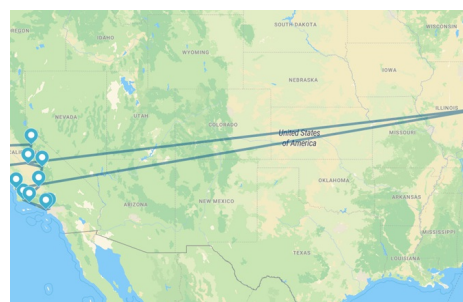 OREGON
IDAHO
WYOMING
SOUTH DAKOTA
WISCONSIN
NEBRASKA
IOWA
ILLINOIS
NEVADA
UTAH
COLORADO
United States
of America
MISSOURI
OKLAHOMA
ARKANSAS
ARIZONA
NEW MEXICO
MISSISSIPPI
TEXAS
LOUISIANA